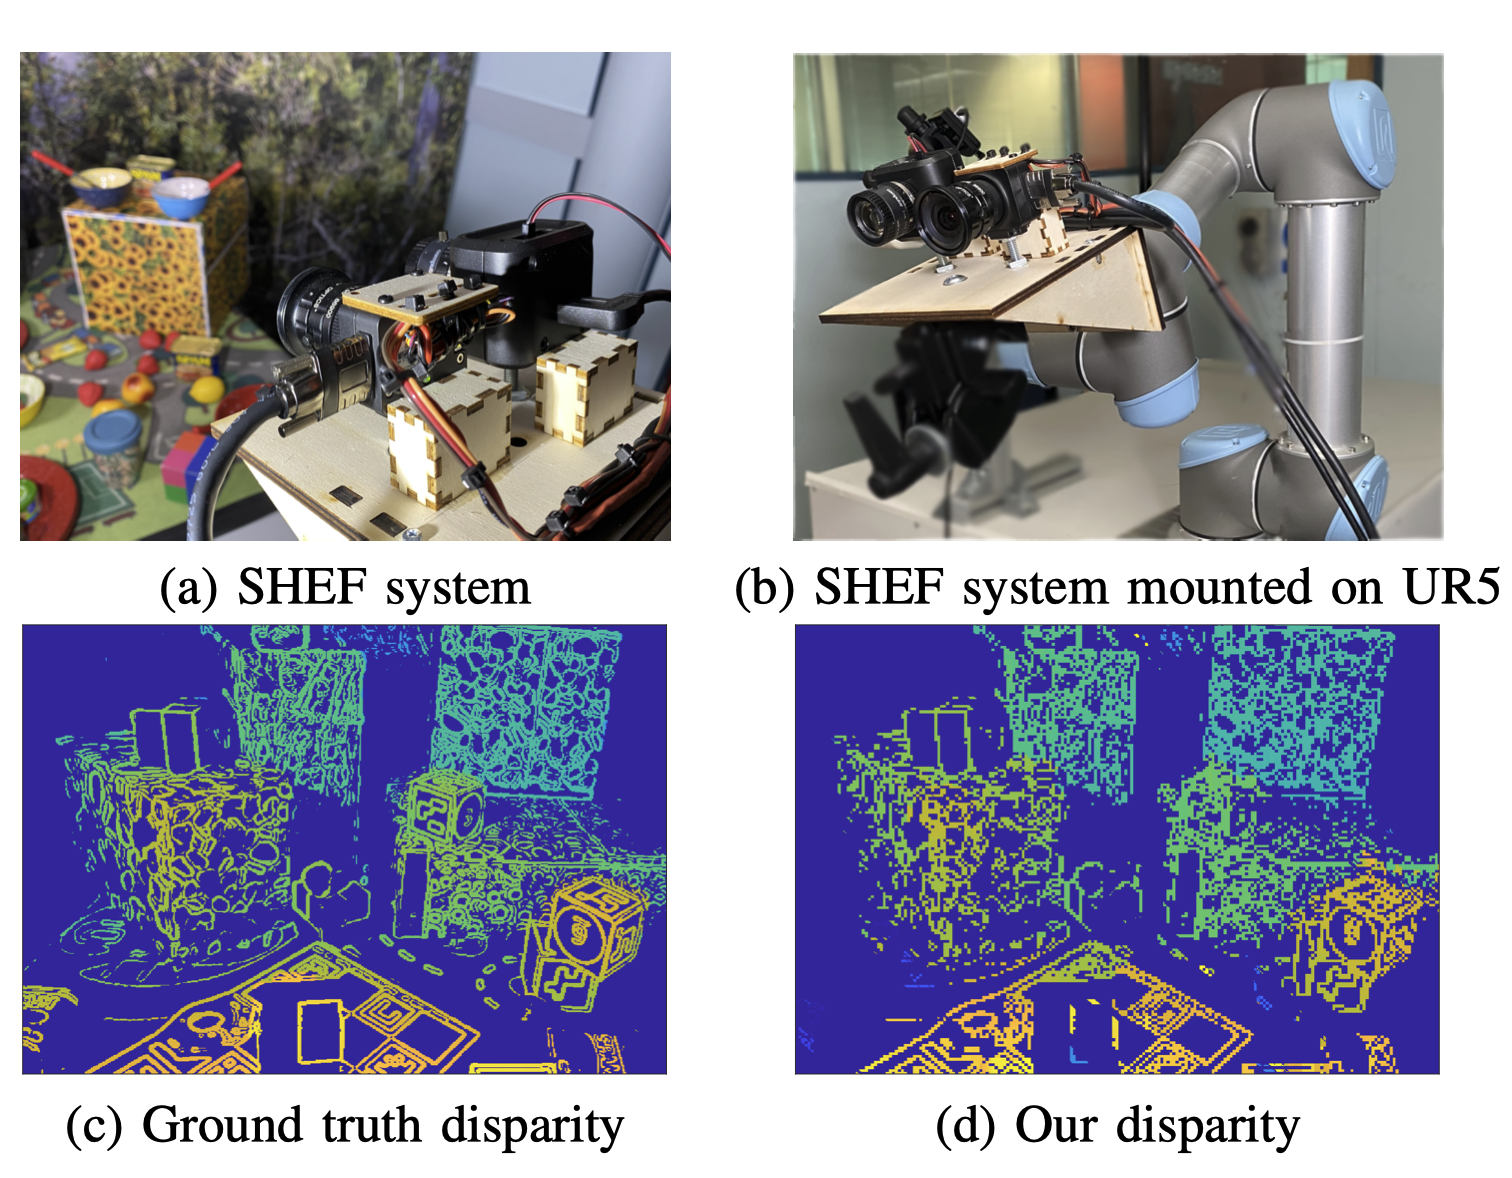 (a) SHEF system
(b) SHEF system mounted on UR5
(c) Ground truth disparity
(d) Our disparity